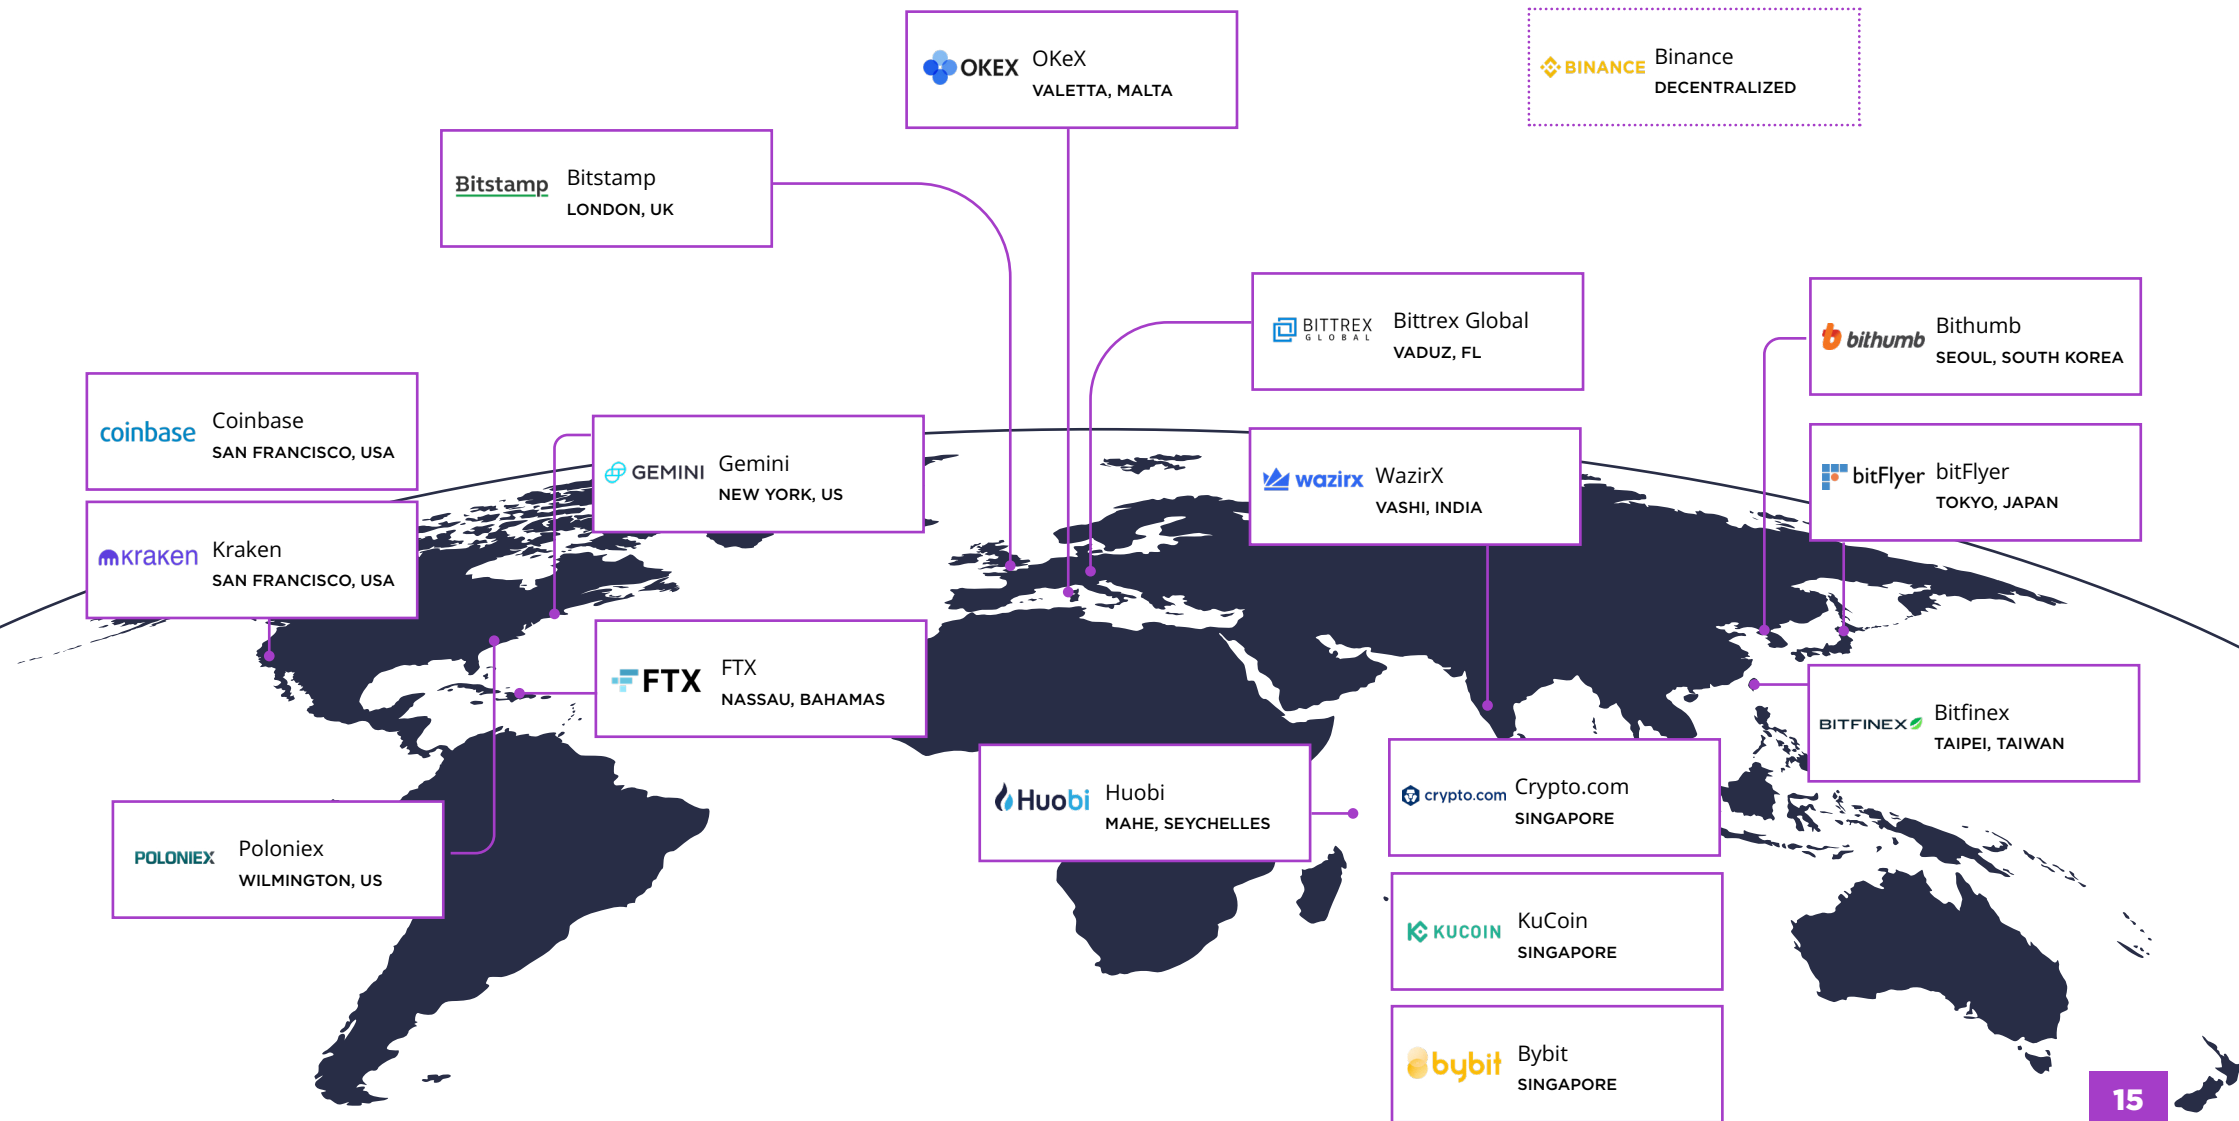 OKEX
OKeX
VALETTA, MALTA
BINANCE
Binance
DECENTRALIZED
Bitstamp
Bitstamp
LONDON, UK
BITTREX
GLOBAL
Bittrex Global
VADUZ, FL
bithumb
Bithumb
SEOUL, SOUTH KOREA
coinbase
Coinbase
SAN FRANCISCO, USA
GEMINI
Gemini
NEW YORK, US
wazirx
WazirX
VASHI, INDIA
bitFlyer
bitFlyer
TOKYO, JAPAN
kraken
Kraken
SAN FRANCISCO, USA
FTX
FTX
NASSAU, BAHAMAS
BITFINEX
Bitfinex
TAIPEI, TAIWAN
Huobi
Huobi
MAHE, SEYCHELLES
crypto.com
Crypto.com
SINGAPORE
POLONIEX
Poloniex
WILMINGTON, US
KUCOIN
KuCoin
SINGAPORE
bybit
Bybit
SINGAPORE
15